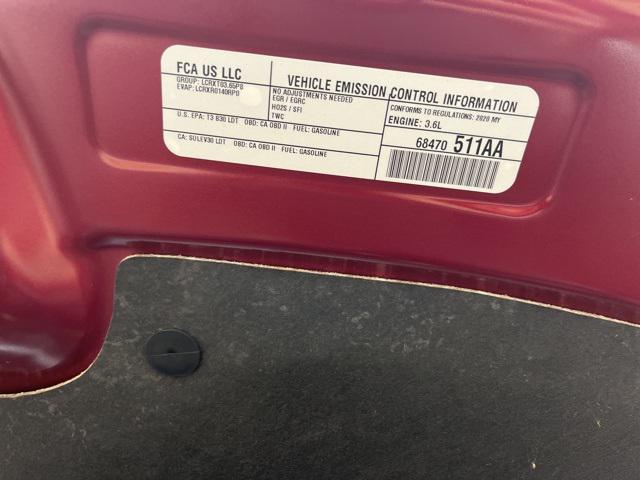 FCA US LLC
GROUP: LCRXT03.65P8
EVAP: LCRXR0140RP0
VEHICLE EMISSION CONTROL INFORMATION
NO ADJUSTMENTS NEEDED
EGR / EGRC
HO2S / SFI
TWC
CONFORMS TO REGULATIONS: 2020 MY
ENGINE: 3.6L
U.S. EPA: T3 B30 LDT OBD: CA OBD II FUEL: GASOLINE
CA: SULEV30 LDT OBD: CA OBD II FUEL: GASOLINE
68470 511AA